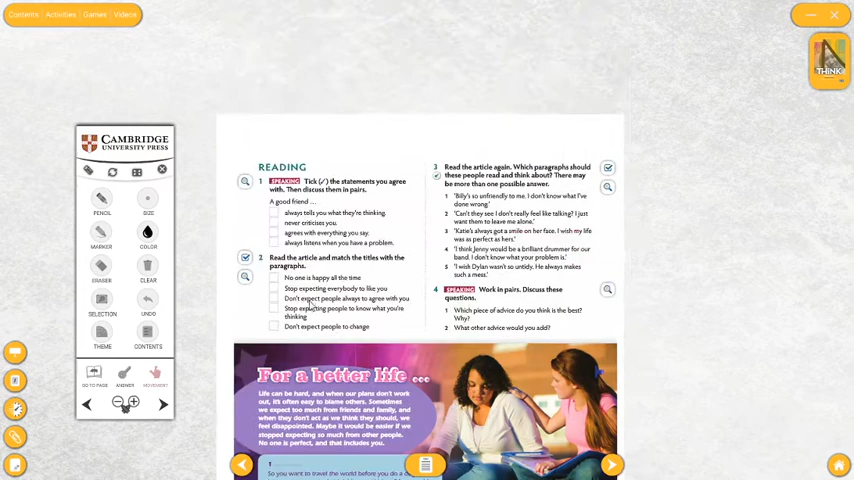 Contents | Activities | Games | Videos
THiNK
CAMBRIDGE
UNIVERSITY PRESS
PENCIL
SIZE
MARKER
COLOR
ERASER
CLEAR
SELECTION
UNDO
THEME
CONTENTS
GO TO PAGE
ANSWER
MOVEMENT
READING
1 SPEAKING Tick (✓) the statements you agree
with. Then discuss them in pairs.
A good friend …
always tells you what they're thinking.
never criticises you.
agrees with everything you say.
always listens when you have a problem.
2 Read the article and match the titles with the
paragraphs.
No one is happy all the time
Stop expecting everybody to like you
Don't expect people always to agree with you
Stop expecting people to know what you're
thinking
Don't expect people to change
3 Read the article again. Which paragraphs should
these people read and think about? There may
be more than one possible answer.
1 'Billy's so unfriendly to me. I don't know what I've
done wrong.'
2 'Can't they see I don't really feel like talking? I just
want them to leave me alone.'
3 'Katie's always got a smile on her face. I wish my life
was as perfect as hers.'
4 'I think Jenny would be a brilliant drummer for our
band. I don't know what your problem is.'
5 'I wish Dylan wasn't so untidy. He always makes
such a mess.'
4 SPEAKING Work in pairs. Discuss these
questions.
1 Which piece of advice do you think is the best?
Why?
2 What other advice would you add?
For a better life …
Life can be hard, and when our plans don't work
out, it's often easy to blame others. Sometimes
we expect too much from friends and family, and
when they don't act as we think they should, we
feel disappointed. Maybe it would be easier if we
stopped expecting so much from other people.
No one is perfect, and that includes you.
1
So you want to travel the world before you do a